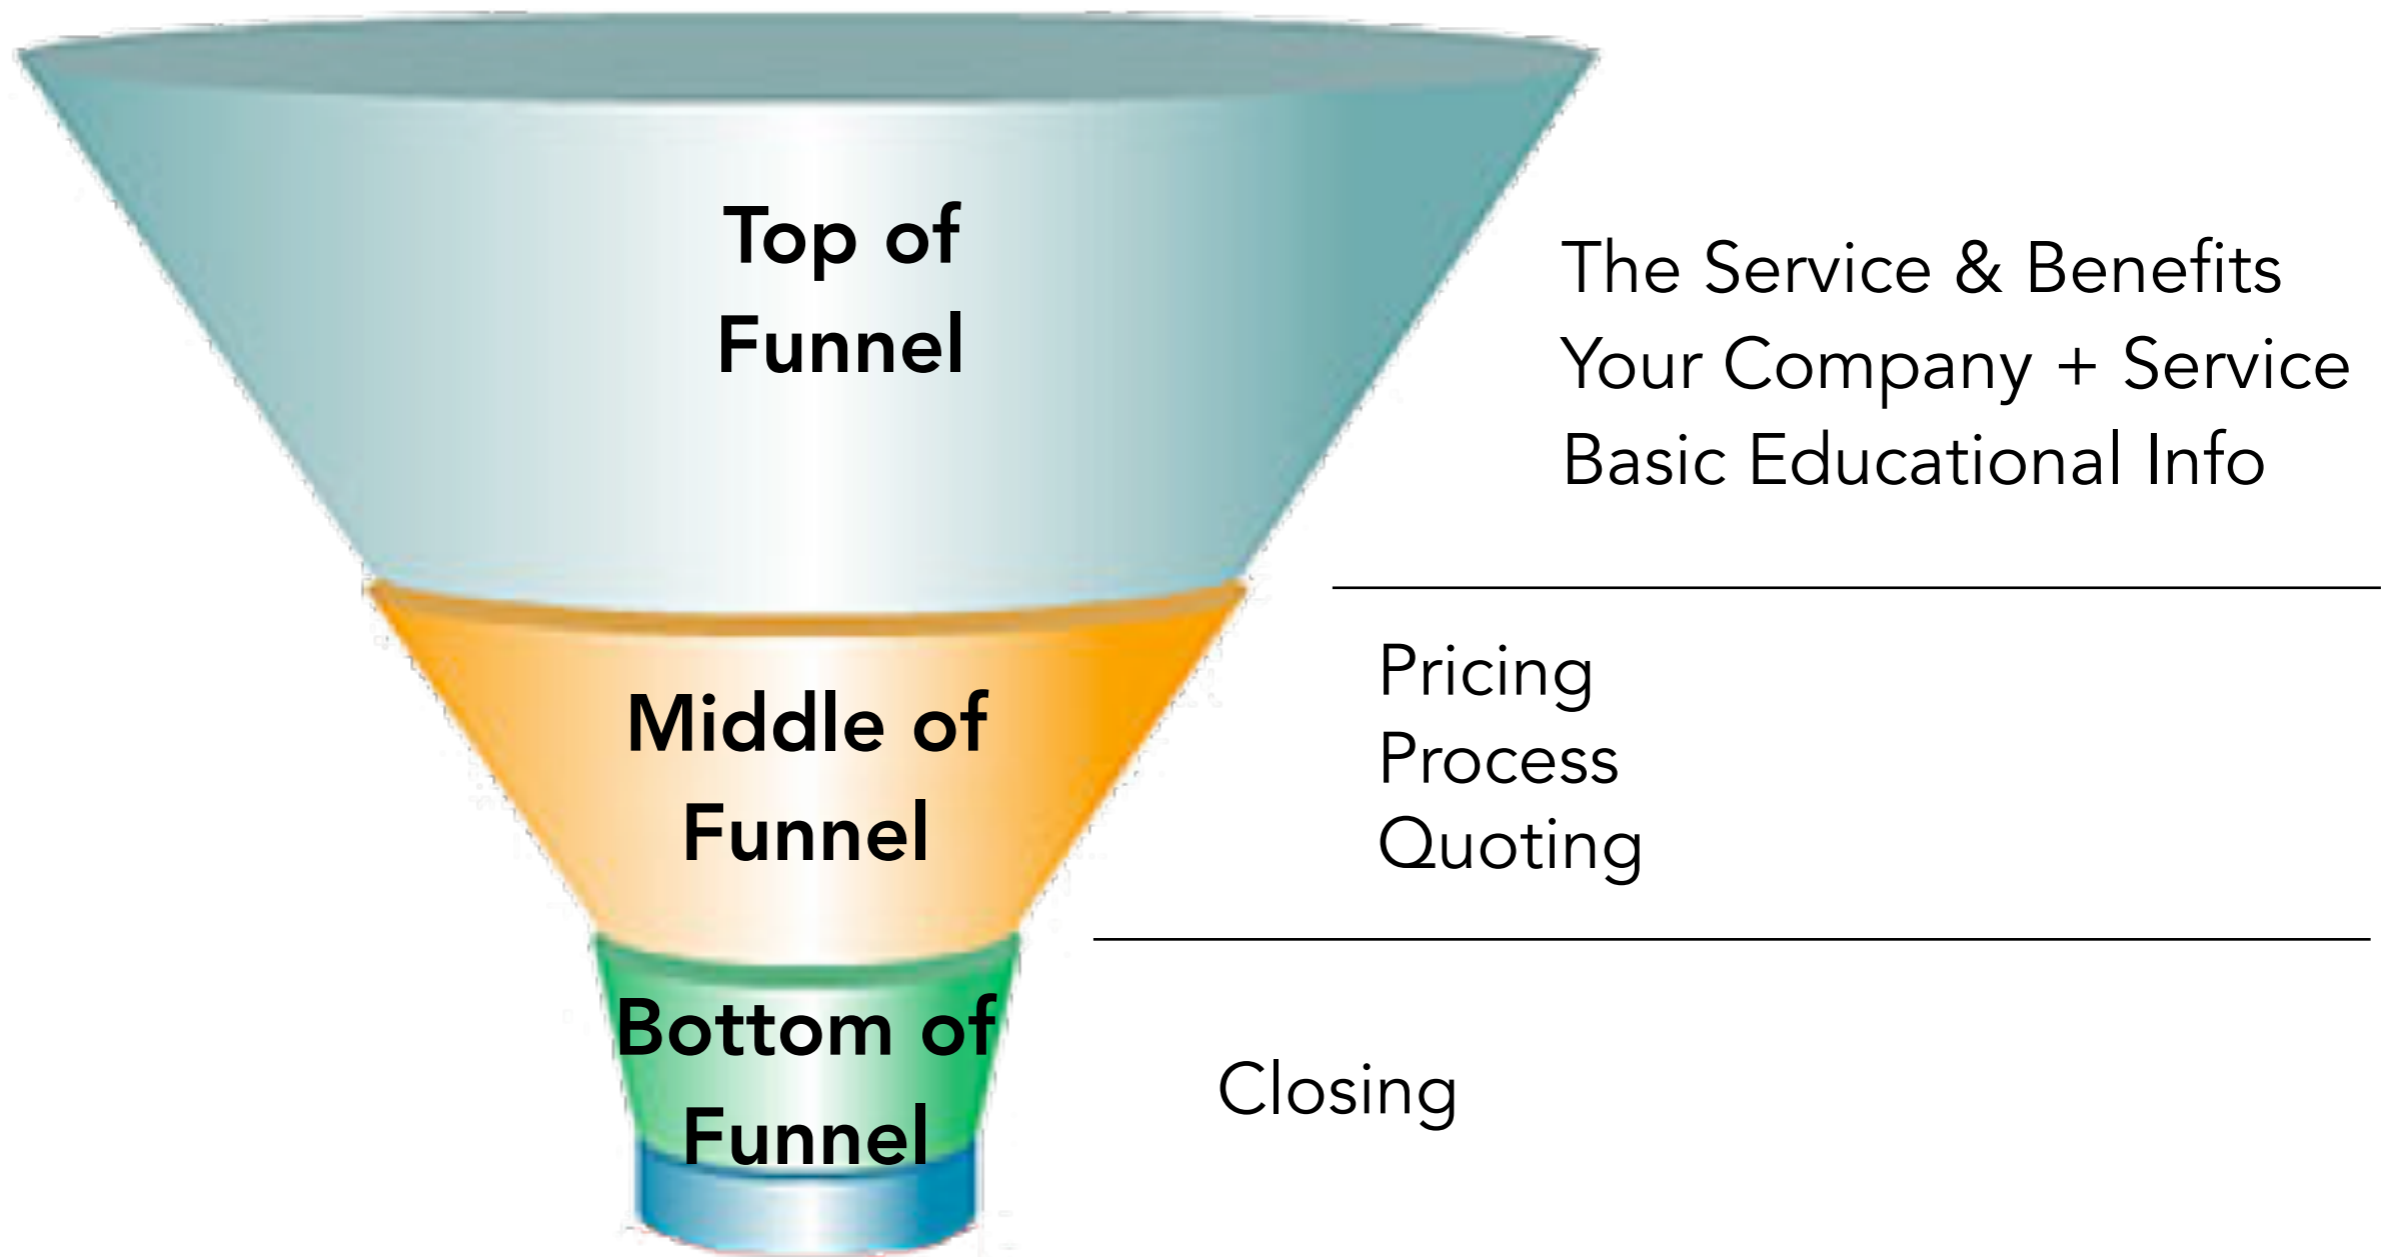 Top of
Funnel
The Service & Benefits
Your Company + Service
Basic Educational Info
Middle of
Funnel
Pricing
Process
Quoting
Bottom of
Funnel
Closing